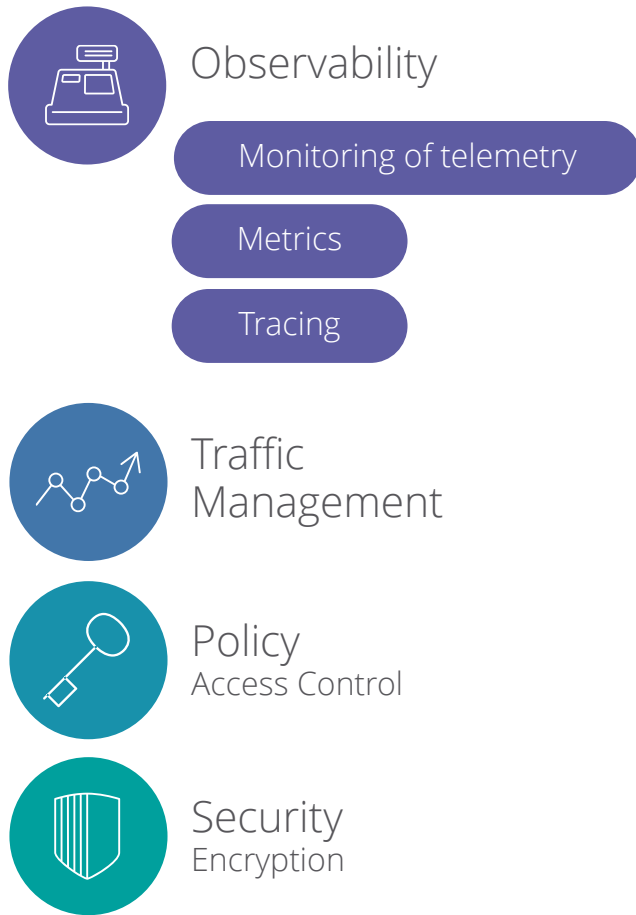 Observability
Monitoring of telemetry
Metrics
Tracing
Traffic
Management
Policy
Access Control
Security
Encryption